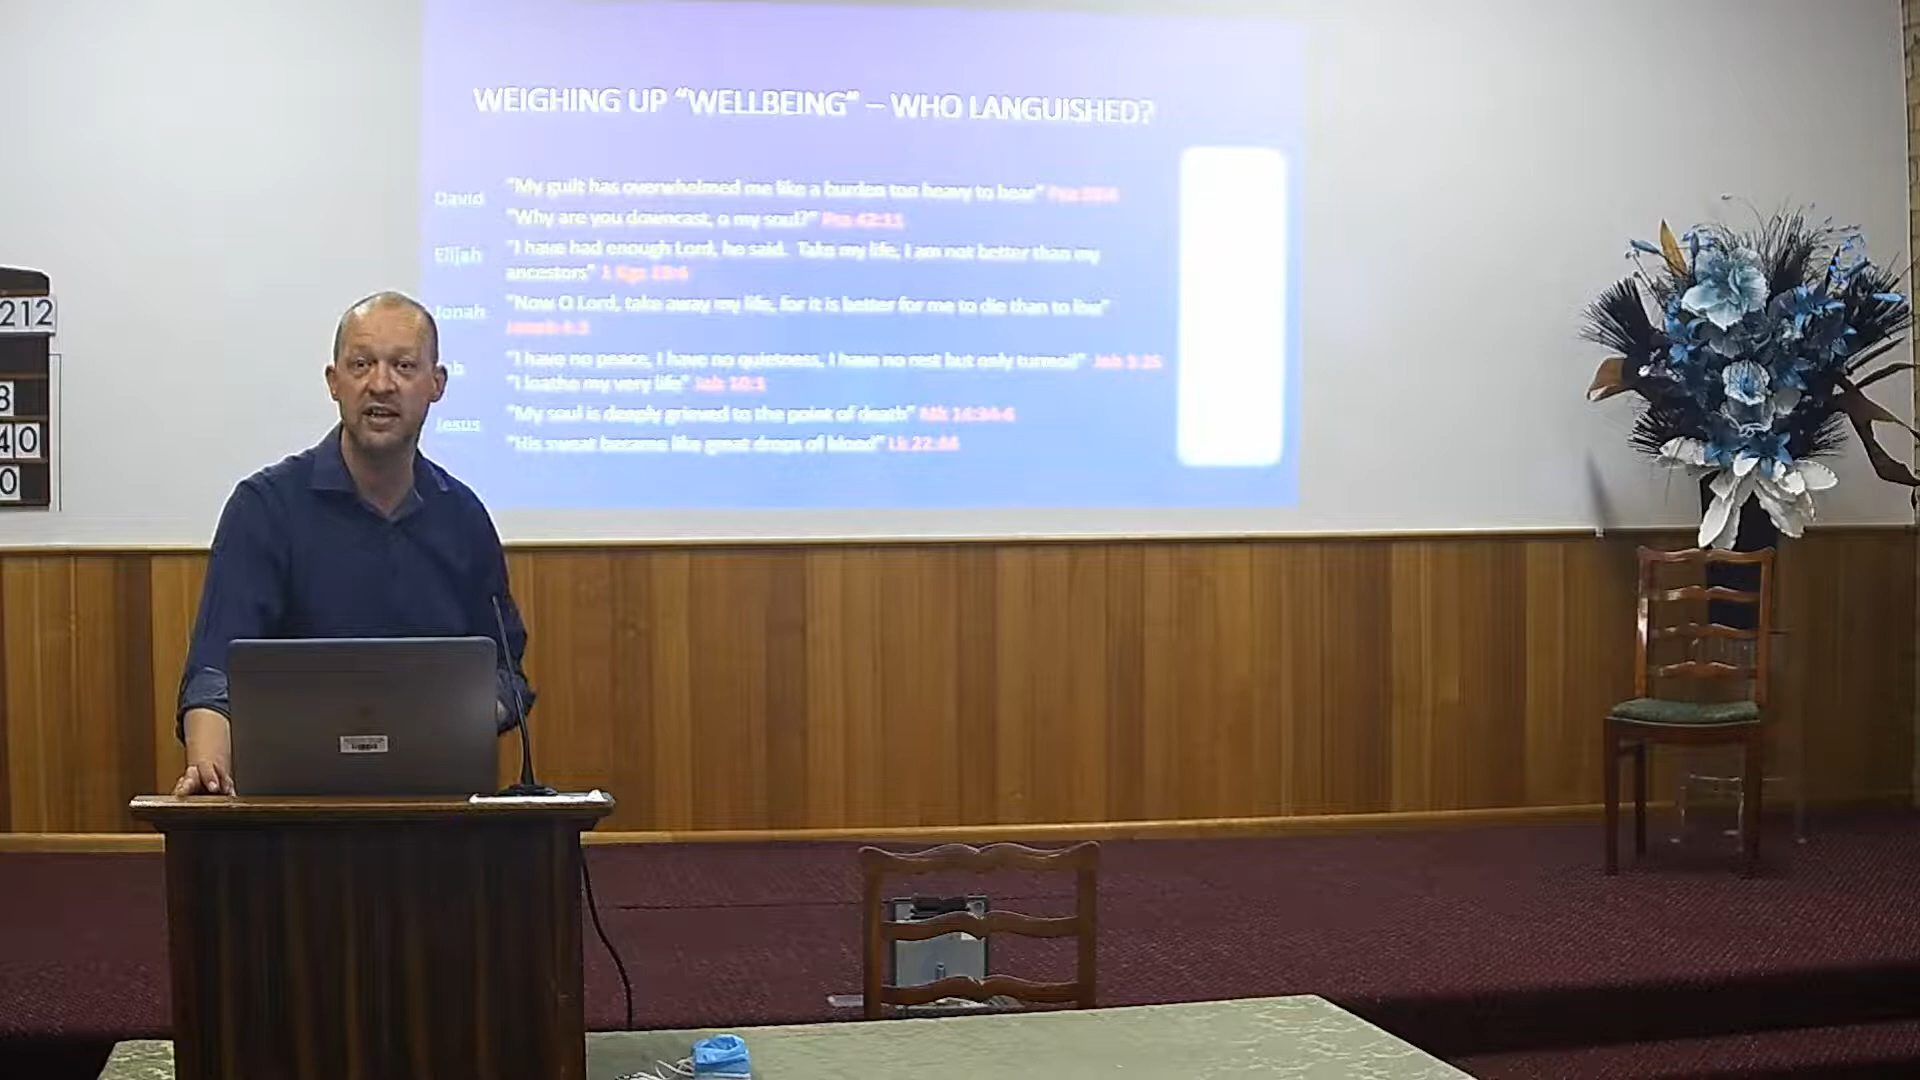 WEIGHING UP “WELLBEING” – WHO LANGUISHED?
David
“My guilt has overwhelmed me like a burden too heavy to bear”
“Why are you downcast, o my soul?” Psa 42:11
Elijah
“I have had enough Lord, he said. Take my life, I am not better than my
ancestors”
Jonah
“Now O Lord, take away my life, for it is better for me to die than to live”
“I have no peace, I have no quietness, I have no rest but only turmoil” Job 3:26
“I loathe my very life” Job 10:1
Jesus
“My soul is deeply grieved to the point of death”
“His sweat became like great drops of blood” Lk 22:44
212
8
40
0